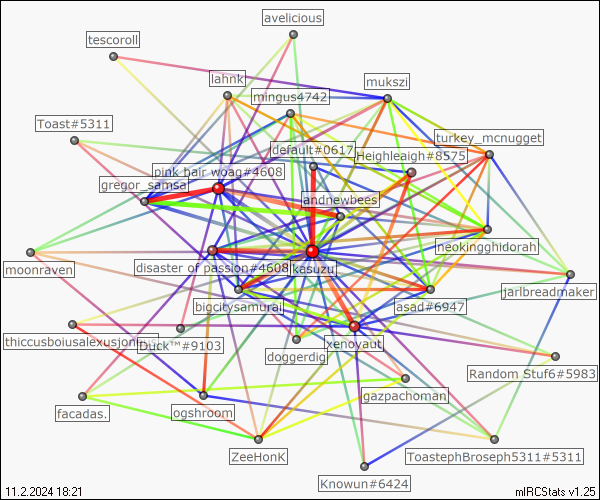 avelicious
tescoroll
lahnk
mukszi
mingus4742
Toast#5311
turkey_mcnugget
default#0617
Heighleigh#8575
pink hair woag#4608
gregor_samsa
andnewbees
neokingghidorah
moonraven
disaster of passion#4608
kasuzu
jarlbreadmaker
bigcitysamurai
asad#6947
thiccusboiusalexusjoni
Duck™#9103
xenoyaut
doggerdig
Random Stuf6#5983
gazpachoman
facadas.
ogshroom
ZeeHonK
ToastephBroseph5311#5311
Knowun#6424
11.2.2024 18:21
mIRCStats v1.25